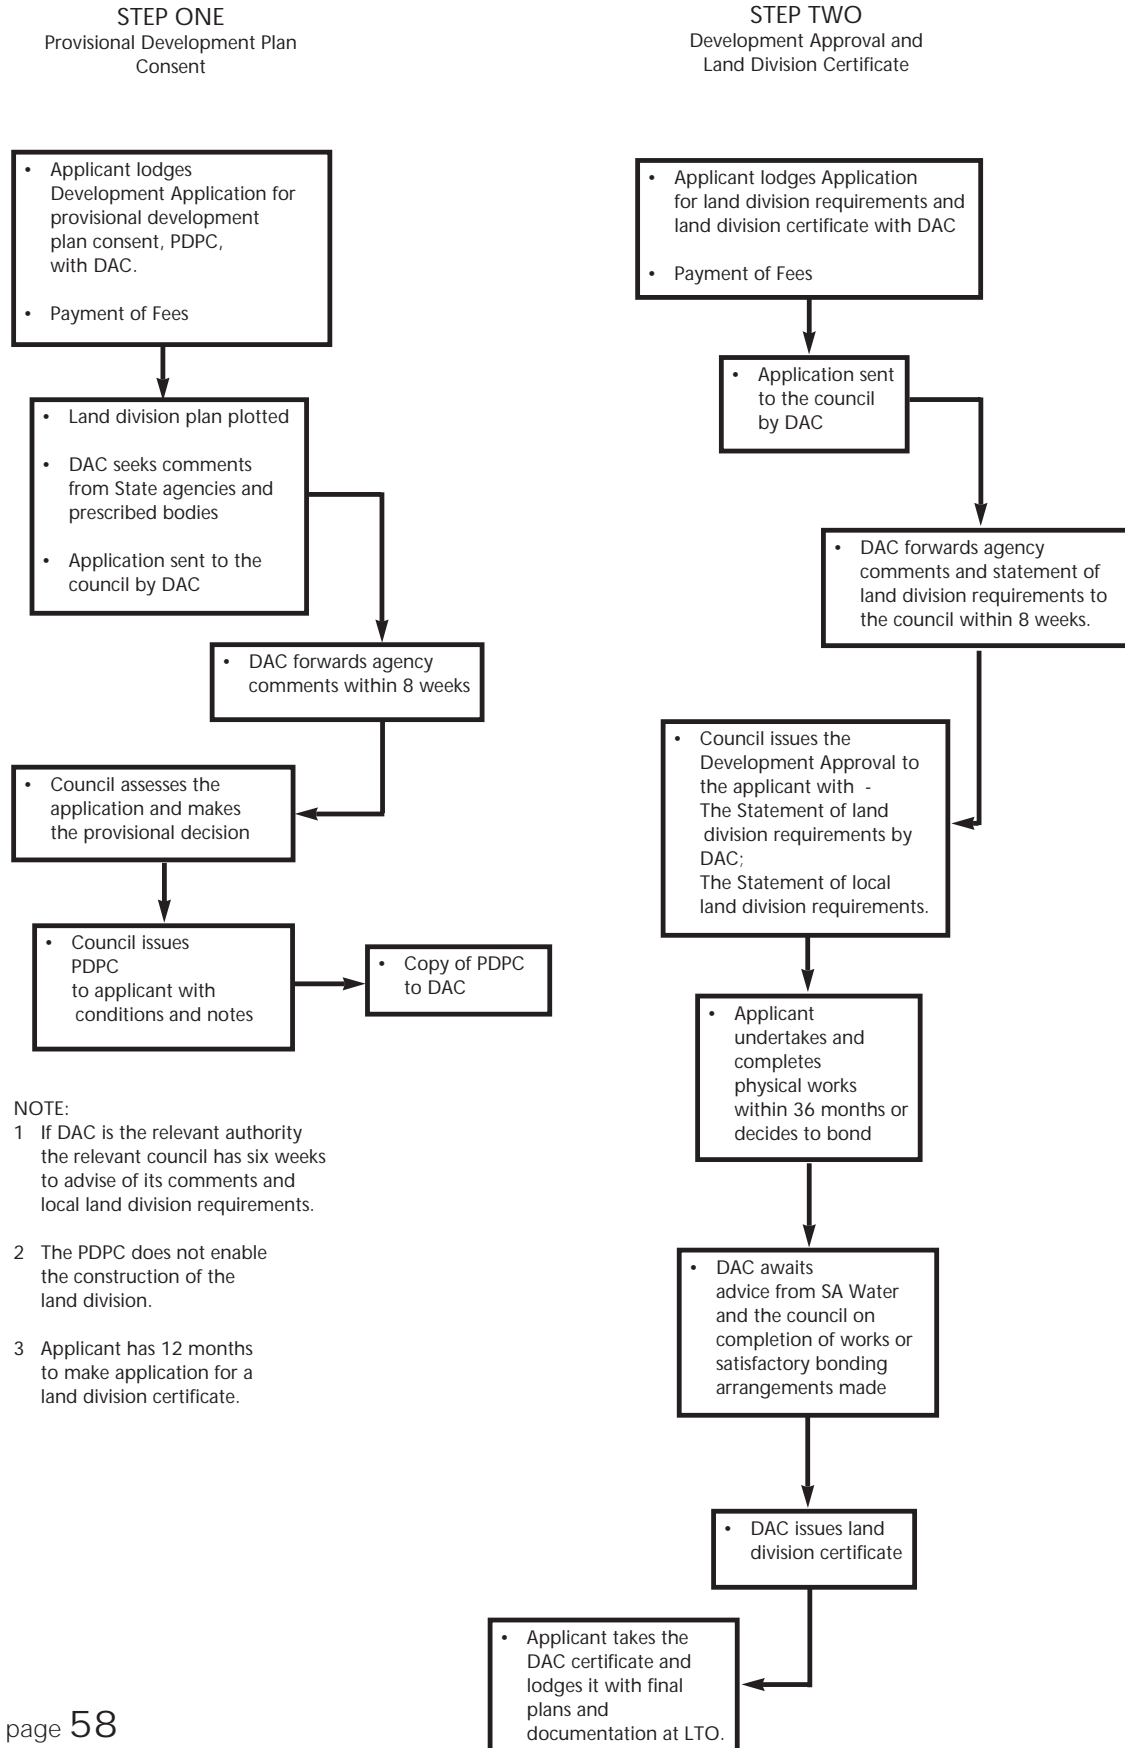 STEP ONE
Provisional Development Plan
Consent
• Applicant lodges
Development Application for
provisional development
plan consent, PDPC,
with DAC.
• Payment of Fees
• Land division plan plotted
• DAC seeks comments
from State agencies and
prescribed bodies
• Application sent to the
council by DAC
• DAC forwards agency
comments within 8 weeks
• Council assesses the
application and makes
the provisional decision
• Council issues
PDPC
to applicant with
conditions and notes
• Copy of PDPC
to DAC
NOTE:
1 If DAC is the relevant authority
the relevant council has six weeks
to advise of its comments and
local land division requirements.
2 The PDPC does not enable
the construction of the
land division.
3 Applicant has 12 months
to make application for a
land division certificate.
STEP TWO
Development Approval and
Land Division Certificate
• Applicant lodges Application
for land division requirements and
land division certificate with DAC
• Payment of Fees
• Application sent
to the council
by DAC
• DAC forwards agency
comments and statement of
land division requirements to
the council within 8 weeks.
• Council issues the
Development Approval to
the applicant with -
The Statement of land
division requirements by
DAC;
The Statement of local
land division requirements.
• Applicant
undertakes and
completes
physical works
within 36 months or
decides to bond
• DAC awaits
advice from SA Water
and the council on
completion of works or
satisfactory bonding
arrangements made
• DAC issues land
division certificate
• Applicant takes the
DAC certificate and
lodges it with final
plans and
documentation at LTO.
page 58